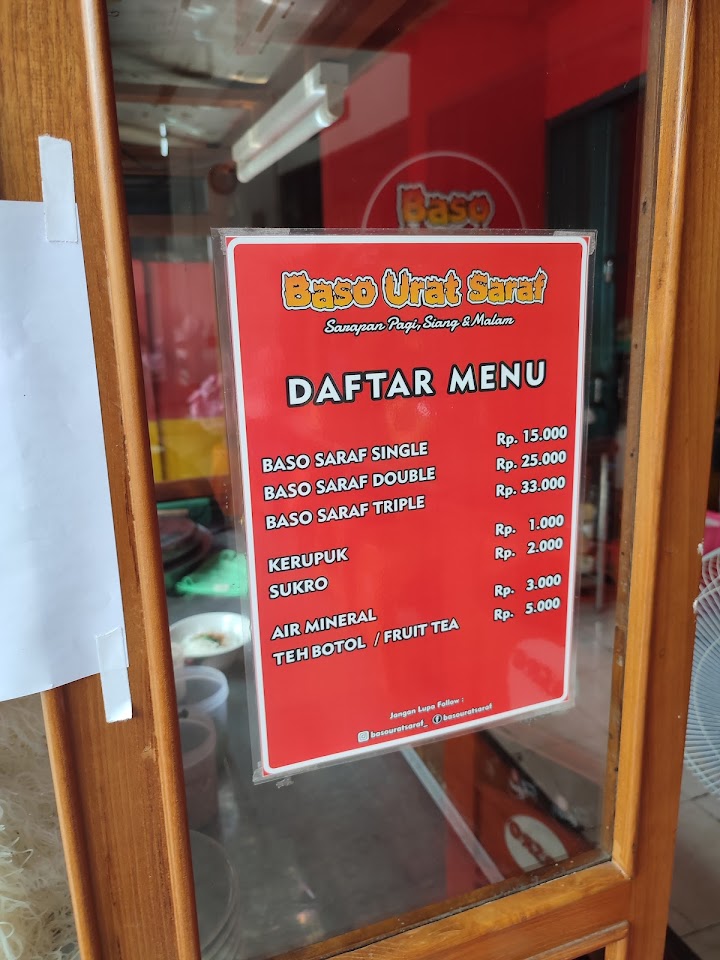 Baso
Baso Urat Saraf
Sarapan Pagi, Siang & Malam
DAFTAR MENU
BASO SARAF SINGLE Rp. 15.000
BASO SARAF DOUBLE Rp. 25.000
BASO SARAF TRIPLE Rp. 33.000
KERUPUK Rp. 1.000
SUKRO Rp. 2.000
AIR MINERAL Rp. 3.000
TEH BOTOL / FRUIT TEA Rp. 5.000
Jangan Lupa Follow :
basouratsaraf_ basouratsaraf